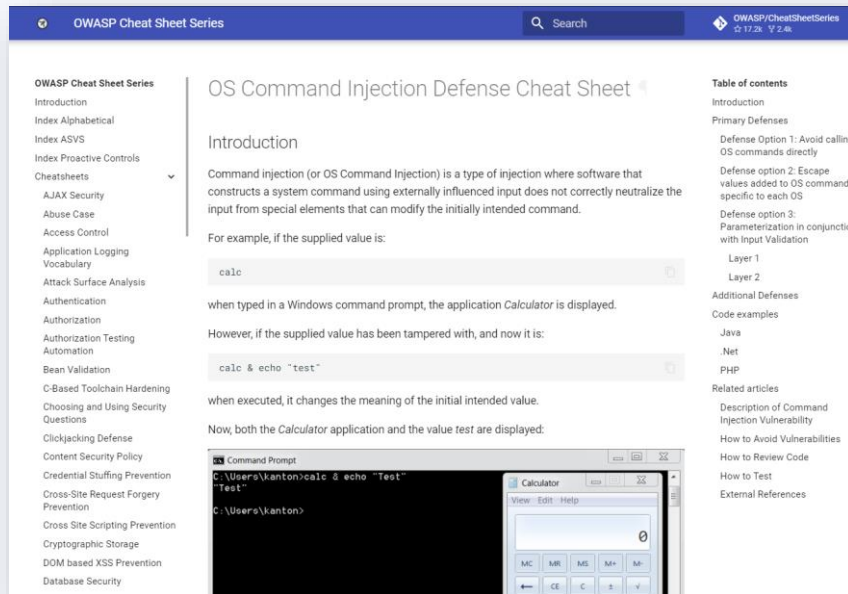 OWASP Cheat Sheet Series
Search
OWASP/CheatSheetSeries
17.2k 2.4k
OWASP Cheat Sheet Series
Introduction
Index Alphabetical
Index ASVS
Index Proactive Controls
Cheatsheets
AJAX Security
Abuse Case
Access Control
Application Logging
Vocabulary
Attack Surface Analysis
Authentication
Authorization
Authorization Testing
Automation
Bean Validation
C-Based Toolchain Hardening
Choosing and Using Security
Questions
Clickjacking Defense
Content Security Policy
Credential Stuffing Prevention
Cross-Site Request Forgery
Prevention
Cross Site Scripting Prevention
Cryptographic Storage
DOM based XSS Prevention
Database Security
OS Command Injection Defense Cheat Sheet ¶
Introduction
Command injection (or OS Command Injection) is a type of injection where software that
constructs a system command using externally influenced input does not correctly neutralize the
input from special elements that can modify the initially intended command.
For example, if the supplied value is:
calc
when typed in a Windows command prompt, the application Calculator is displayed.
However, if the supplied value has been tampered with, and now it is:
calc & echo "test"
when executed, it changes the meaning of the initial intended value.
Now, both the Calculator application and the value test are displayed:
Command Prompt
C:\Users\kanton>calc & echo "Test"
"Test"
C:\Users\kanton>
Calculator
View Edit Help
0
MC MR MS M+ M-
← CE C ± √
Table of contents
Introduction
Primary Defenses
Defense Option 1: Avoid callin
OS commands directly
Defense option 2: Escape
values added to OS command
specific to each OS
Defense option 3:
Parameterization in conjunctio
with Input Validation
Layer 1
Layer 2
Additional Defenses
Code examples
Java
.Net
PHP
Related articles
Description of Command
Injection Vulnerability
How to Avoid Vulnerabilities
How to Review Code
How to Test
External References